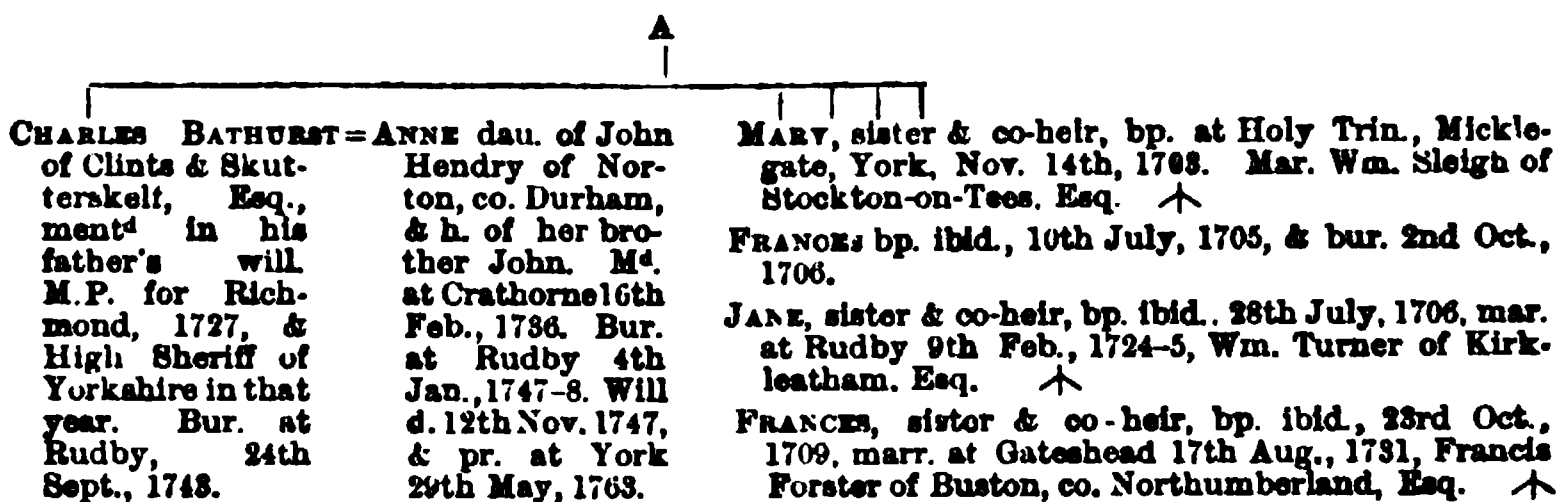 A
CHARLES BATHURST=
of Clints & Skut-
terskelf, Esq.,
mentd in his
father's will.
M.P. for Rich-
mond, 1727, &
High Sheriff of
Yorkshire in that
year. Bur. at
Rudby, 24th
Sept., 1743.
ANNE dau. of John
Hendry of Nor-
ton, co. Durham,
& h. of her bro-
ther John. Md.
at Crathorne 16th
Feb., 1736. Bur.
at Rudby 4th
Jan., 1747-8. Will
d. 12th Nov. 1747,
& pr. at York
29th May, 1763.
MARY, sister & co-heir, bp. at Holy Trin., Mickle-
gate, York, Nov. 14th, 1703. Mar. Wm. Sleigh of
Stockton-on-Tees. Esq.
FRANCES bp. ibid., 10th July, 1705, & bur. 2nd Oct.,
1706.
JANE, sister & co-heir, bp. ibid., 28th July, 1706, mar.
at Rudby 9th Feb., 1724-5, Wm. Turner of Kirk-
leatham. Esq.
FRANCES, sister & co-heir, bp. ibid., 23rd Oct.,
1709, marr. at Gateshead 17th Aug., 1731, Francis
Forster of Buston, co. Northumberland, Esq.